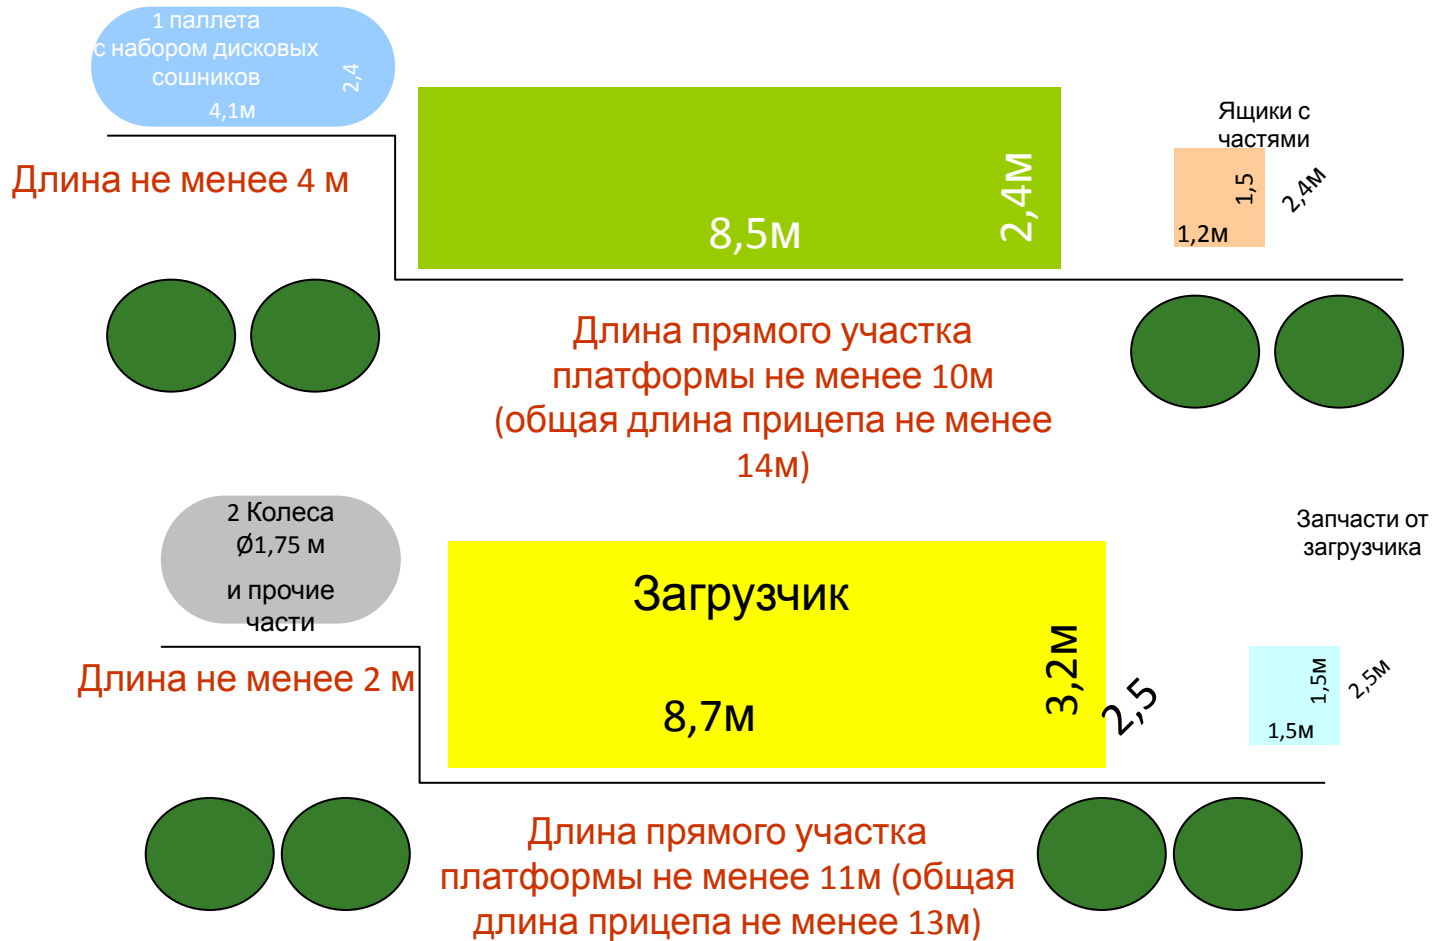 1 паллета
с набором дисковых
сошников
2,4
4,1м
Длина не менее 4 м
8,5м
2,4м
Ящики с
частями
1,5
2,4м
1,2м
Длина прямого участка
платформы не менее 10м
(общая длина прицепа не менее
14м)
2 Колеса
Ø1,75 м
и прочие
части
Длина не менее 2 м
Загрузчик
8,7м
3,2м
2,5
Запчасти от
загрузчика
1,5м
2,5м
1,5м
Длина прямого участка
платформы не менее 11м (общая
длина прицепа не менее 13м)